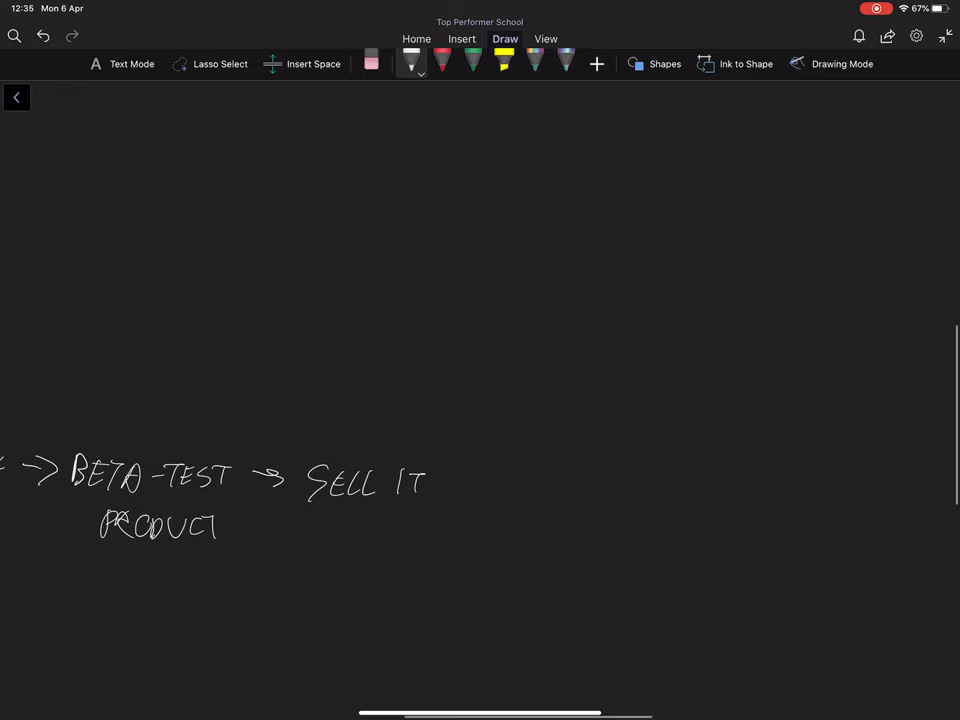 12:35 Mon 6 Apr
67%
Top Performer School
Home Insert Draw View
Text Mode Lasso Select Insert Space Shapes Ink to Shape Drawing Mode
→ BETA-TEST → SELL IT
PRODUCT